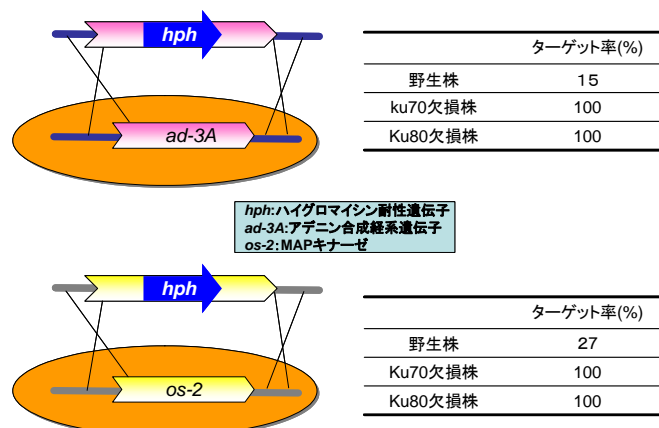 hph
ad-3A
ターゲット率(%)
野生株 15
ku70欠損株 100
Ku80欠損株 100
hph:ハイグロマイシン耐性遺伝子
ad-3A:アデニン合成経系遺伝子
os-2:MAPキナーゼ
hph
os-2
ターゲット率(%)
野生株 27
Ku70欠損株 100
Ku80欠損株 100